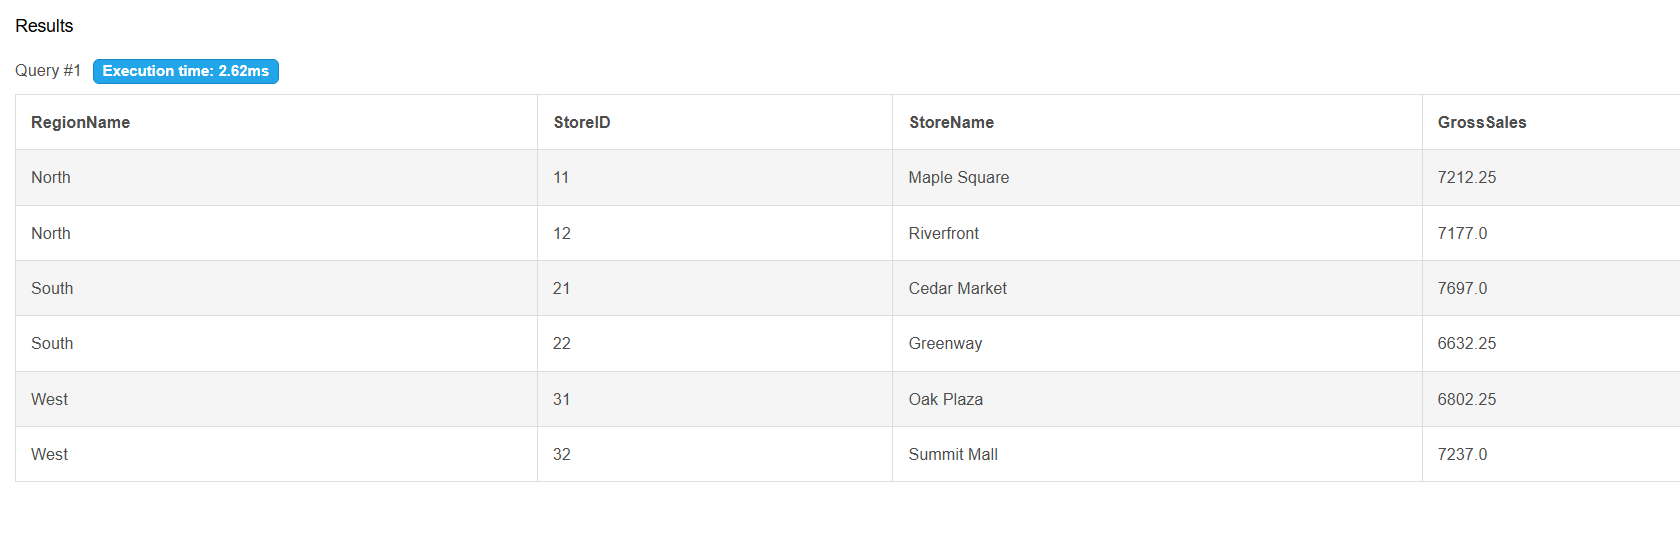 Results
Query #1 Execution time: 2.62ms
RegionName StoreID StoreName GrossSales
North 11 Maple Square 7212.25
North 12 Riverfront 7177.0
South 21 Cedar Market 7697.0
South 22 Greenway 6632.25
West 31 Oak Plaza 6802.25
West 32 Summit Mall 7237.0